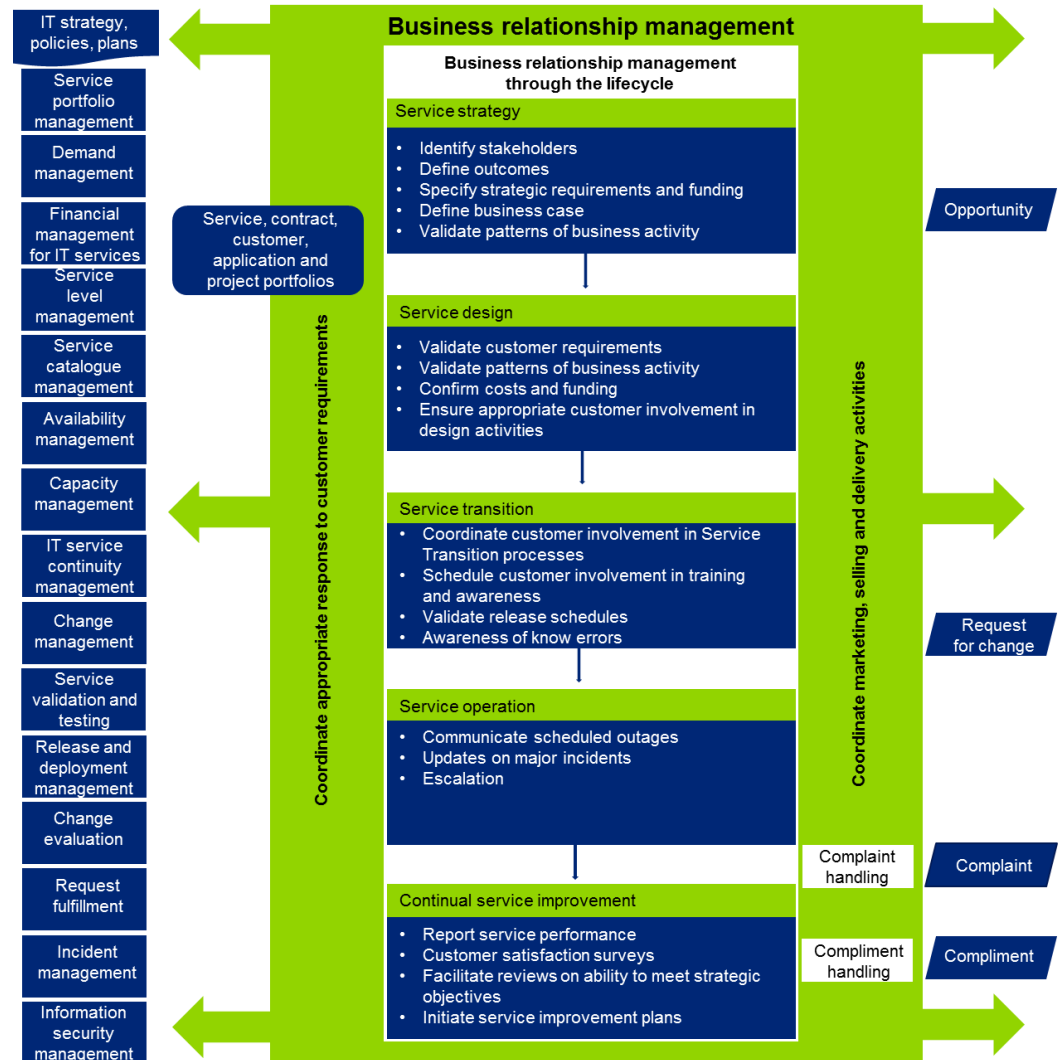 Business relationship management
IT strategy,
policies, plans
Service
portfolio
management
Demand
management
Financial
management
for IT services
Service
level
management
Service
catalogue
management
Availability
management
Capacity
management
IT service
continuity
management
Change
management
Service
validation and
testing
Release and
deployment
management
Change
evaluation
Request
fulfillment
Incident
management
Information
security
management
Service, contract,
customer,
application and
project portfolios
Coordinate appropriate response to customer requirements
Business relationship management
through the lifecycle
Service strategy
• Identify stakeholders
• Define outcomes
• Specify strategic requirements and funding
• Define business case
• Validate patterns of business activity
Service design
• Validate customer requirements
• Validate patterns of business activity
• Confirm costs and funding
• Ensure appropriate customer involvement in
design activities
Service transition
• Coordinate customer involvement in Service
Transition processes
• Schedule customer involvement in training
and awareness
• Validate release schedules
• Awareness of know errors
Service operation
• Communicate scheduled outages
• Updates on major incidents
• Escalation
Continual service improvement
• Report service performance
• Customer satisfaction surveys
• Facilitate reviews on ability to meet strategic
objectives
• Initiate service improvement plans
Coordinate marketing, selling and delivery activities
Complaint
handling
Compliment
handling
Opportunity
Request
for change
Complaint
Compliment